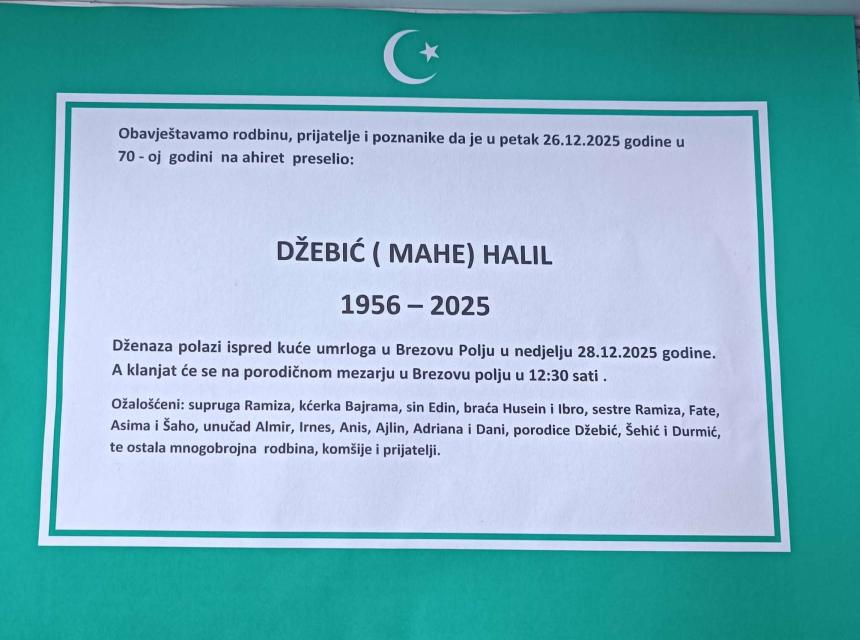 Obavještavamo rodbinu, prijatelje i poznanike da je u petak 26.12.2025 godine u
70 - oj godini na ahiret preselio:
DŽEBIĆ ( MAHE) HALIL
1956 – 2025
Dženaza polazi ispred kuće umrloga u Brezovu Polju u nedjelju 28.12.2025 godine.
A klanjat će se na porodičnom mezarju u Brezovu polju u 12:30 sati .
Ožalošćeni: supruga Ramiza, kćerka Bajrama, sin Edin, braća Husein i Ibro, sestre Ramiza, Fate,
Asima i Šaho, unučad Almir, Irnes, Anis, Ajlin, Adriana i Dani, porodice Džebić, Šehić i Durmić,
te ostala mnogobrojna rodbina, komšije i prijatelji.